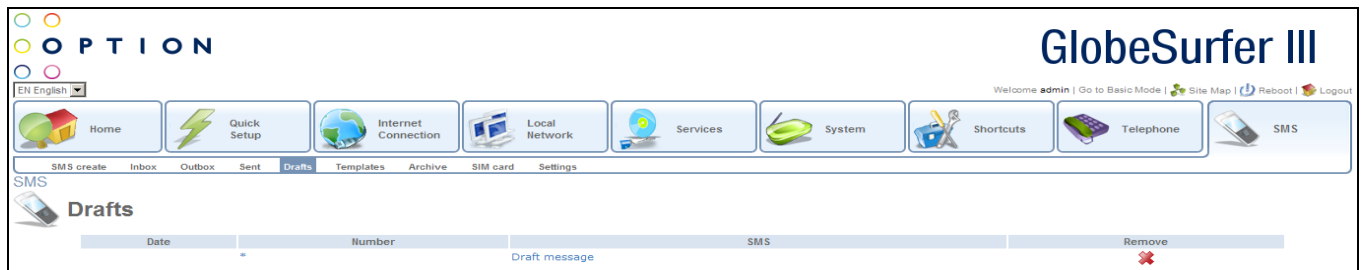 OPTION
GlobeSurfer III
EN English
Welcome admin | Go to Basic Mode | Site Map | Reboot | Logout
Home
Quick Setup
Internet Connection
Local Network
Services
System
Shortcuts
Telephone
SMS
SMS create Inbox Outbox Sent Drafts Templates Archive SIM card Settings
SMS
Drafts
Date Number SMS Remove
* Draft message